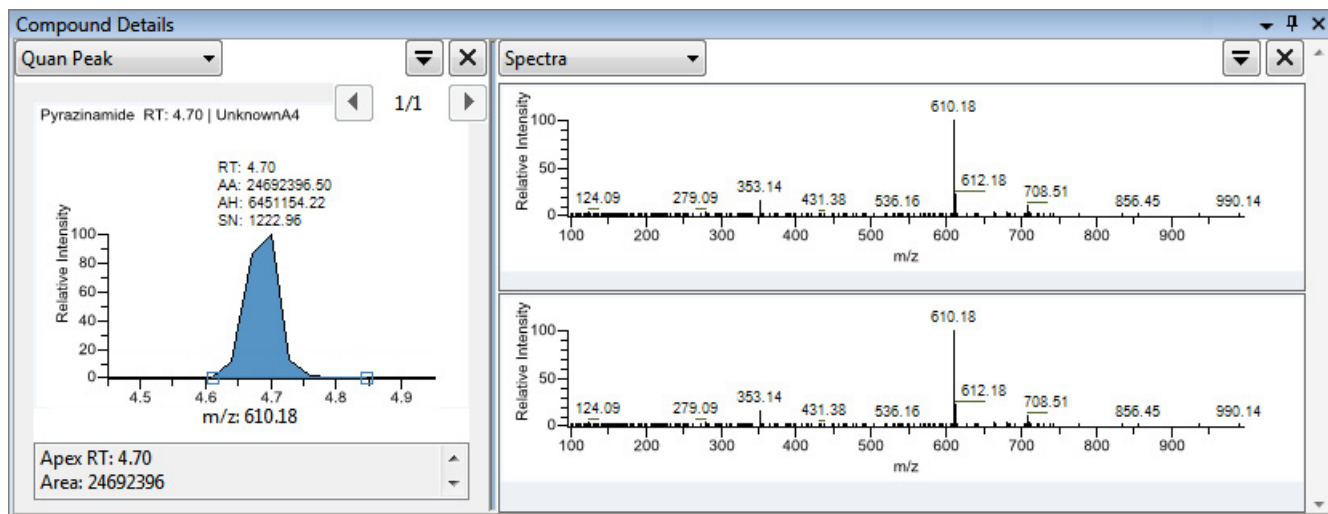 Compound Details
Quan Peak
1/1
Pyrazinamide RT: 4.70 | UnknownA4
RT: 4.70
AA: 24692396.50
AH: 6451154.22
SN: 1222.96
Relative Intensity
100
80
60
40
20
0
4.5 4.6 4.7 4.8 4.9
m/z: 610.18
Apex RT: 4.70
Area: 24692396
Spectra
610.18
Relative Intensity
100
50
0
124.09 279.09 353.14 431.38 536.16 612.18 708.51 856.45 990.14
100 200 300 400 500 600 700 800 900
m/z
610.18
Relative Intensity
100
50
0
124.09 279.09 353.14 431.38 536.16 612.18 708.51 856.45 990.14
100 200 300 400 500 600 700 800 900
m/z